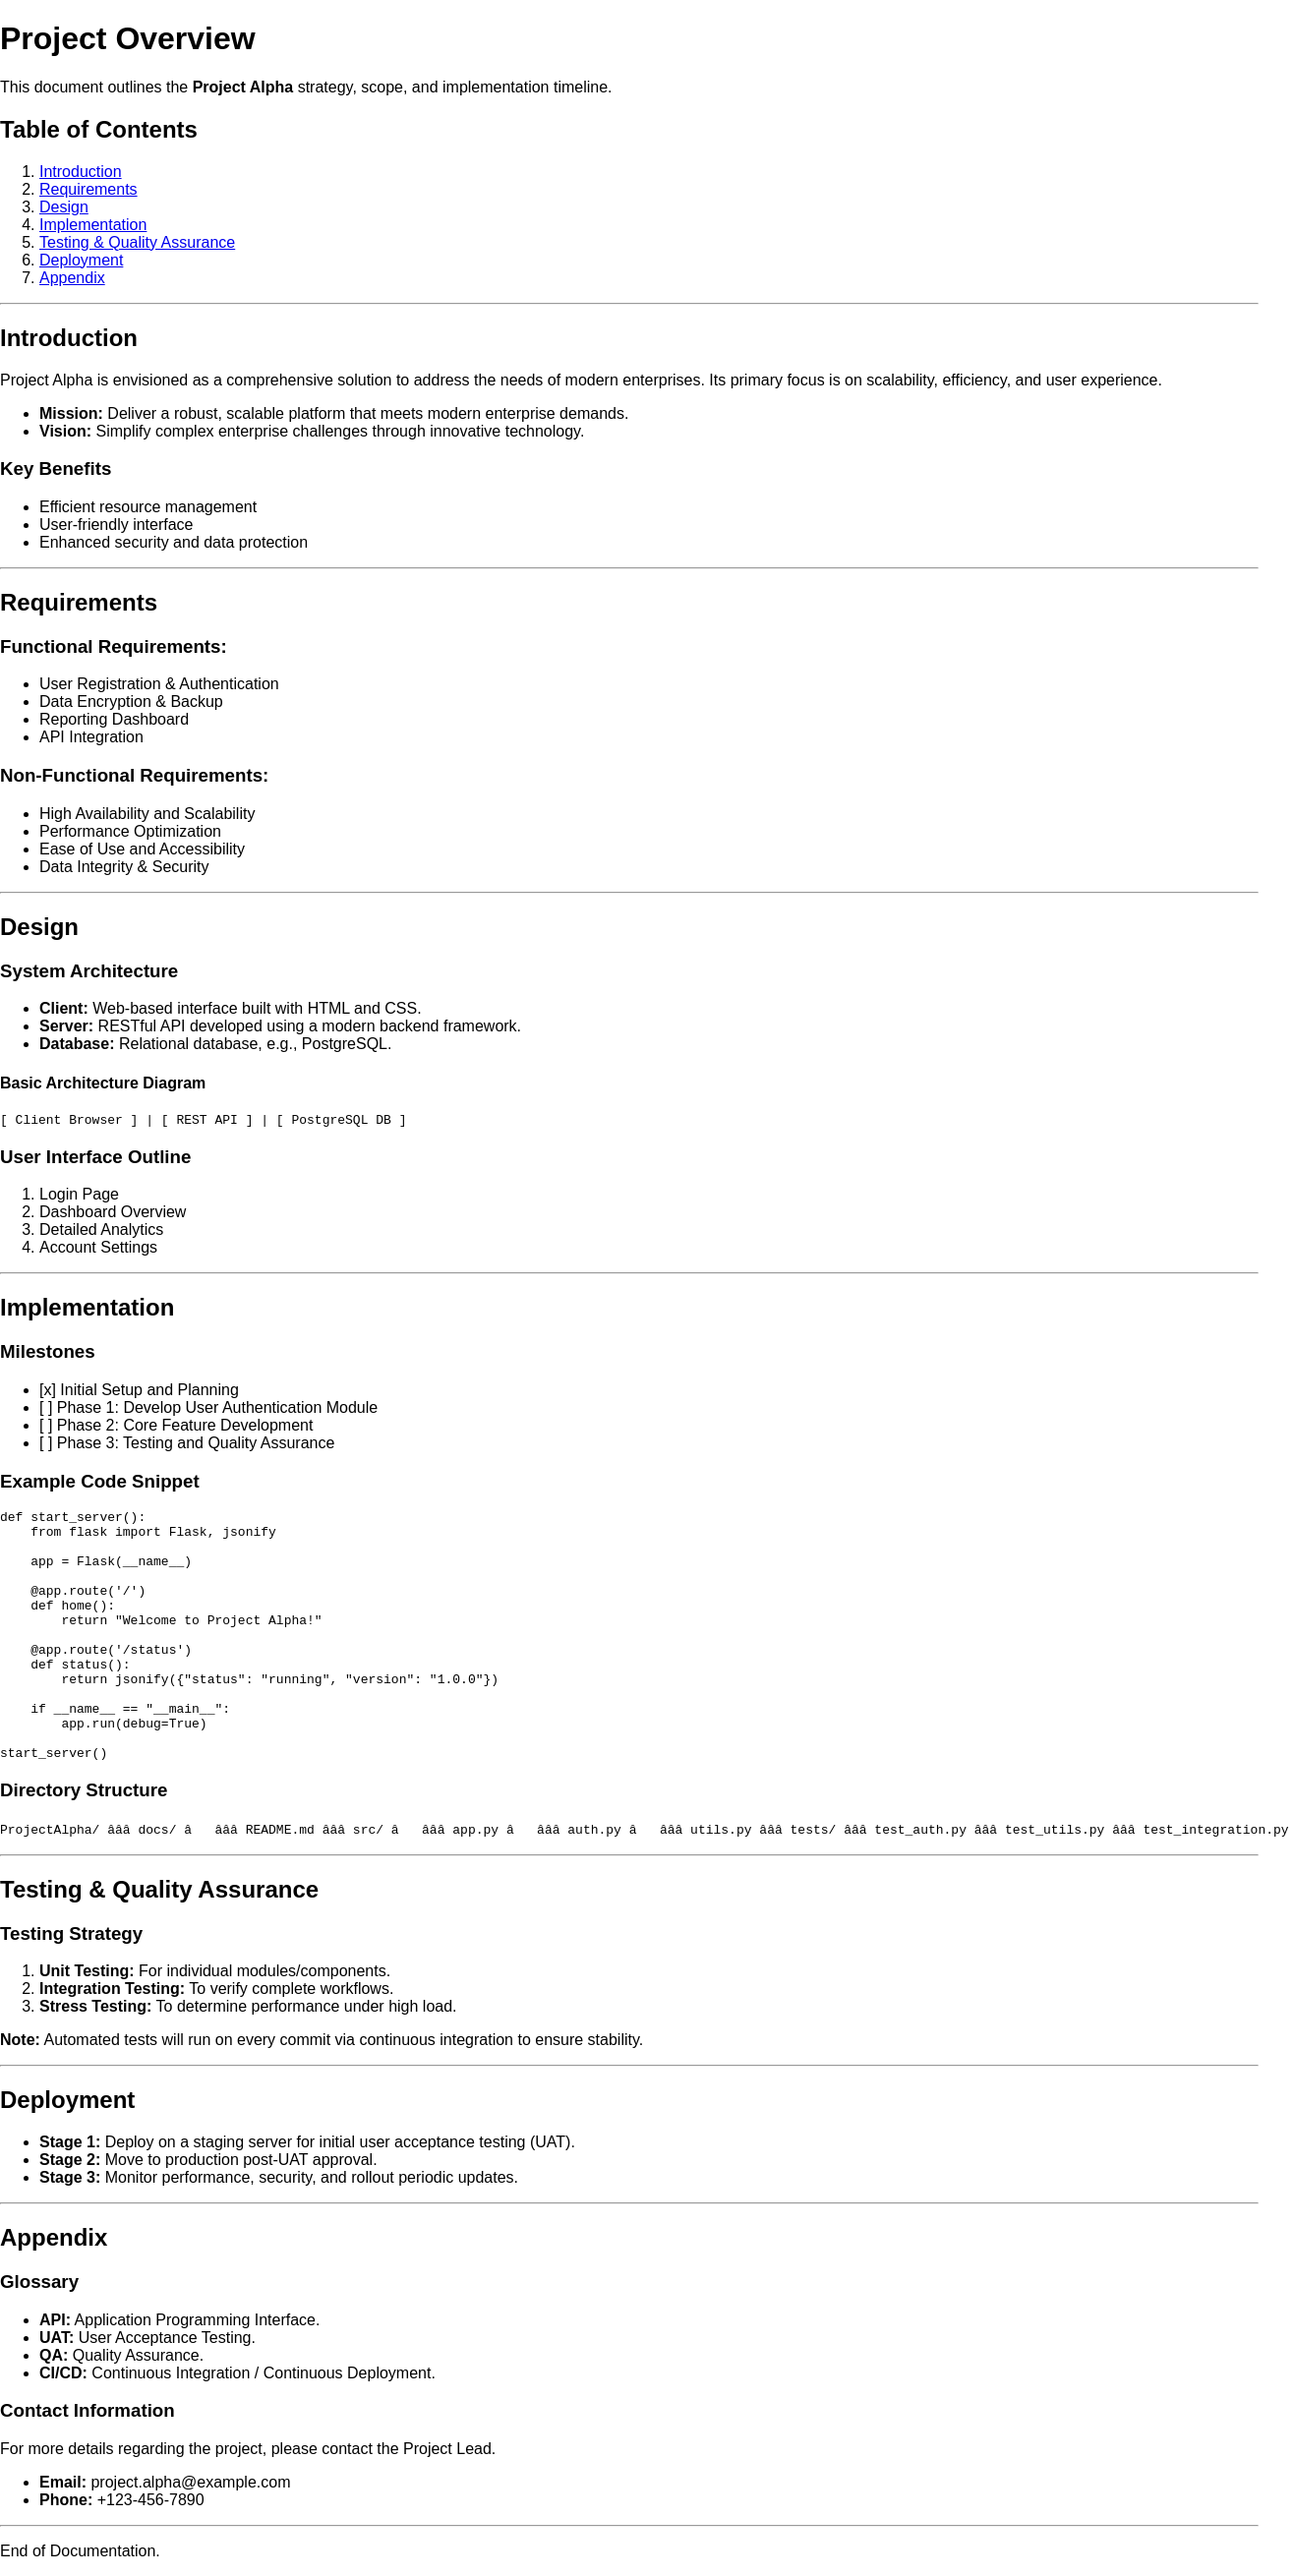 Project Overview
This document outlines the Project Alpha strategy, scope, and implementation timeline.
Table of Contents
1. Introduction
2. Requirements
3. Design
4. Implementation
5. Testing & Quality Assurance
6. Deployment
7. Appendix
Introduction
Project Alpha is envisioned as a comprehensive solution to address the needs of modern enterprises. Its primary focus is on scalability, efficiency, and user experience.
• Mission: Deliver a robust, scalable platform that meets modern enterprise demands.
• Vision: Simplify complex enterprise challenges through innovative technology.
Key Benefits
• Efficient resource management
• User-friendly interface
• Enhanced security and data protection
Requirements
Functional Requirements:
• User Registration & Authentication
• Data Encryption & Backup
• Reporting Dashboard
• API Integration
Non-Functional Requirements:
• High Availability and Scalability
• Performance Optimization
• Ease of Use and Accessibility
• Data Integrity & Security
Design
System Architecture
• Client: Web-based interface built with HTML and CSS.
• Server: RESTful API developed using a modern backend framework.
• Database: Relational database, e.g., PostgreSQL.
Basic Architecture Diagram
[ Client Browser ] | [ REST API ] | [ PostgreSQL DB ]
User Interface Outline
1. Login Page
2. Dashboard Overview
3. Detailed Analytics
4. Account Settings
Implementation
Milestones
• [x] Initial Setup and Planning
• [ ] Phase 1: Develop User Authentication Module
• [ ] Phase 2: Core Feature Development
• [ ] Phase 3: Testing and Quality Assurance
Example Code Snippet
def start_server():
    from flask import Flask, jsonify

    app = Flask(__name__)

    @app.route('/')
    def home():
        return "Welcome to Project Alpha!"

    @app.route('/status')
    def status():
        return jsonify({"status": "running", "version": "1.0.0"})

    if __name__ == "__main__":
        app.run(debug=True)

start_server()
Directory Structure
ProjectAlpha/ âââ docs/ â   âââ README.md âââ src/ â   âââ app.py â   âââ auth.py â   âââ utils.py âââ tests/ âââ test_auth.py âââ test_utils.py âââ test_integration.py
Testing & Quality Assurance
Testing Strategy
1. Unit Testing: For individual modules/components.
2. Integration Testing: To verify complete workflows.
3. Stress Testing: To determine performance under high load.
Note: Automated tests will run on every commit via continuous integration to ensure stability.
Deployment
• Stage 1: Deploy on a staging server for initial user acceptance testing (UAT).
• Stage 2: Move to production post-UAT approval.
• Stage 3: Monitor performance, security, and rollout periodic updates.
Appendix
Glossary
• API: Application Programming Interface.
• UAT: User Acceptance Testing.
• QA: Quality Assurance.
• CI/CD: Continuous Integration / Continuous Deployment.
Contact Information
For more details regarding the project, please contact the Project Lead.
• Email: project.alpha@example.com
• Phone: +123-456-7890
End of Documentation.